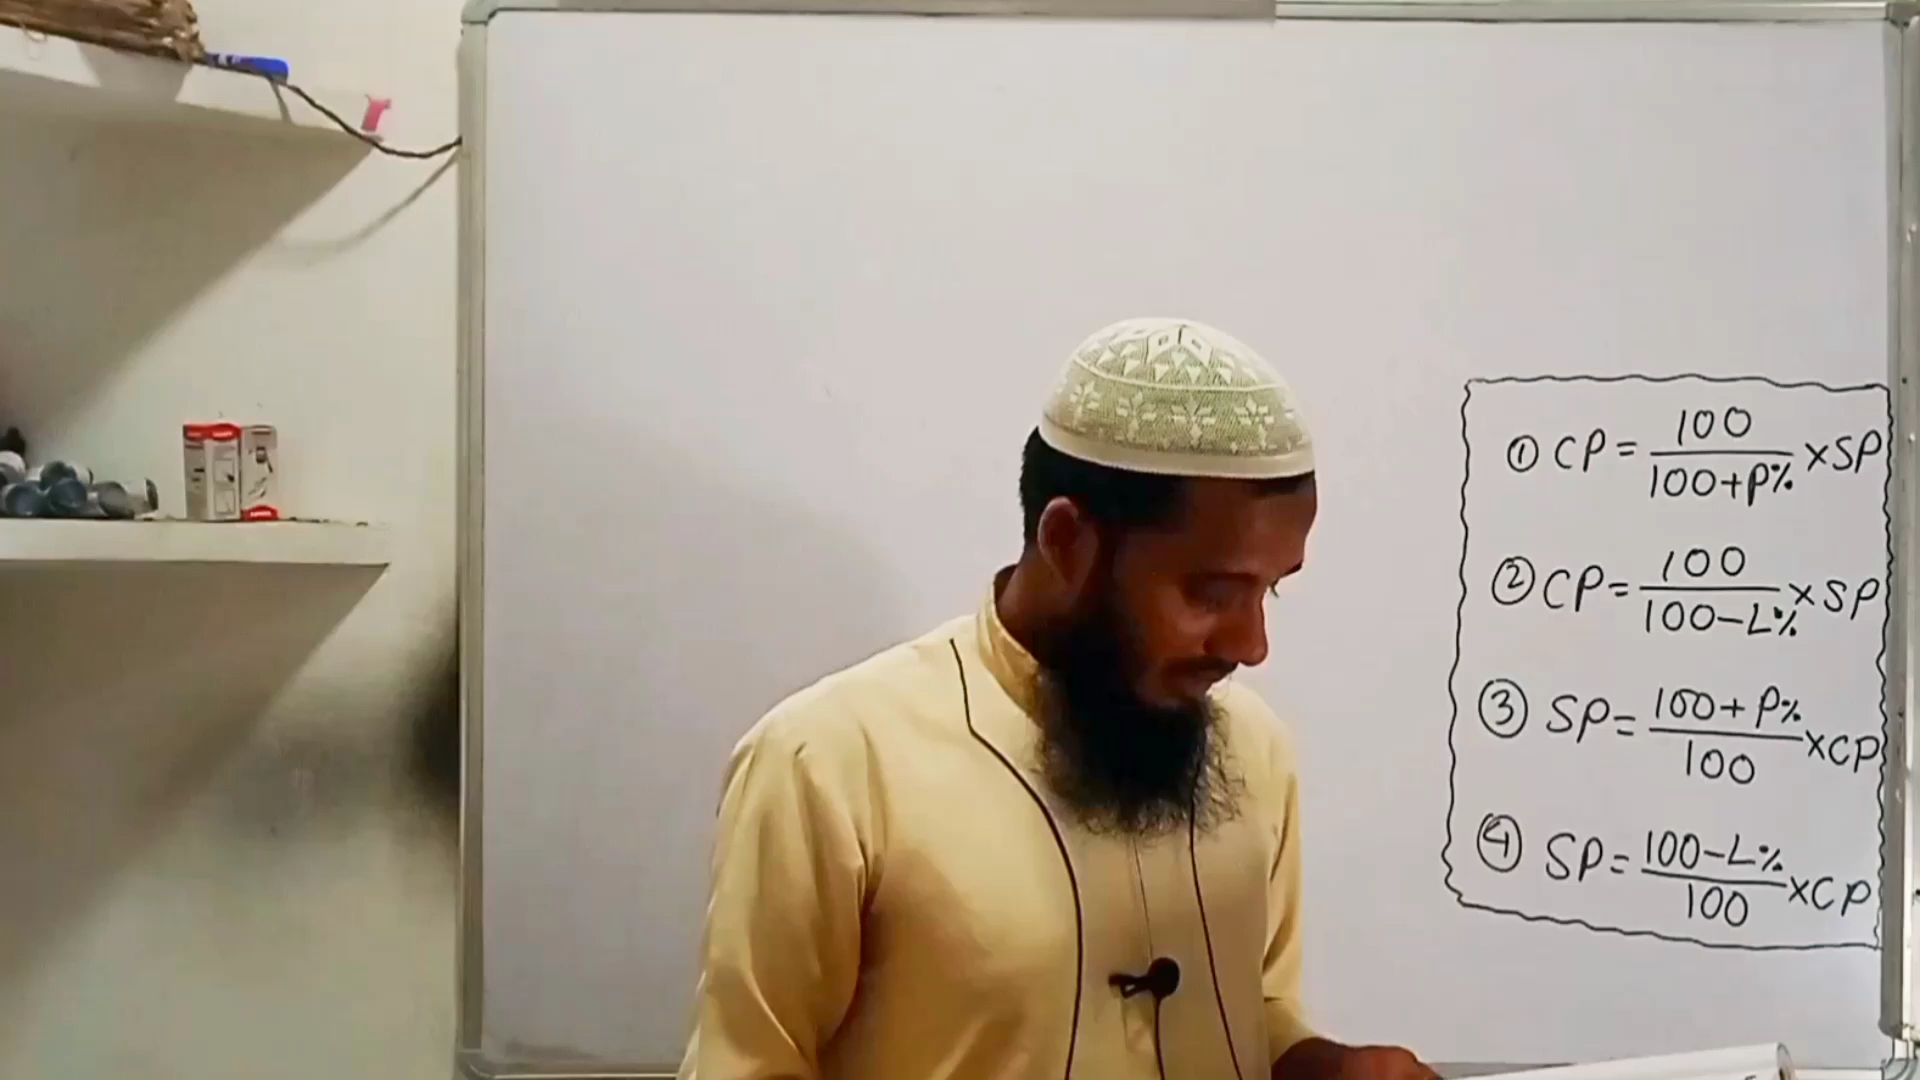 ① CP = 100/100+P% × SP
② CP = 100/100-L% × SP
③ SP = 100+P%/100 × CP
④ SP = 100-L%/100 × CP